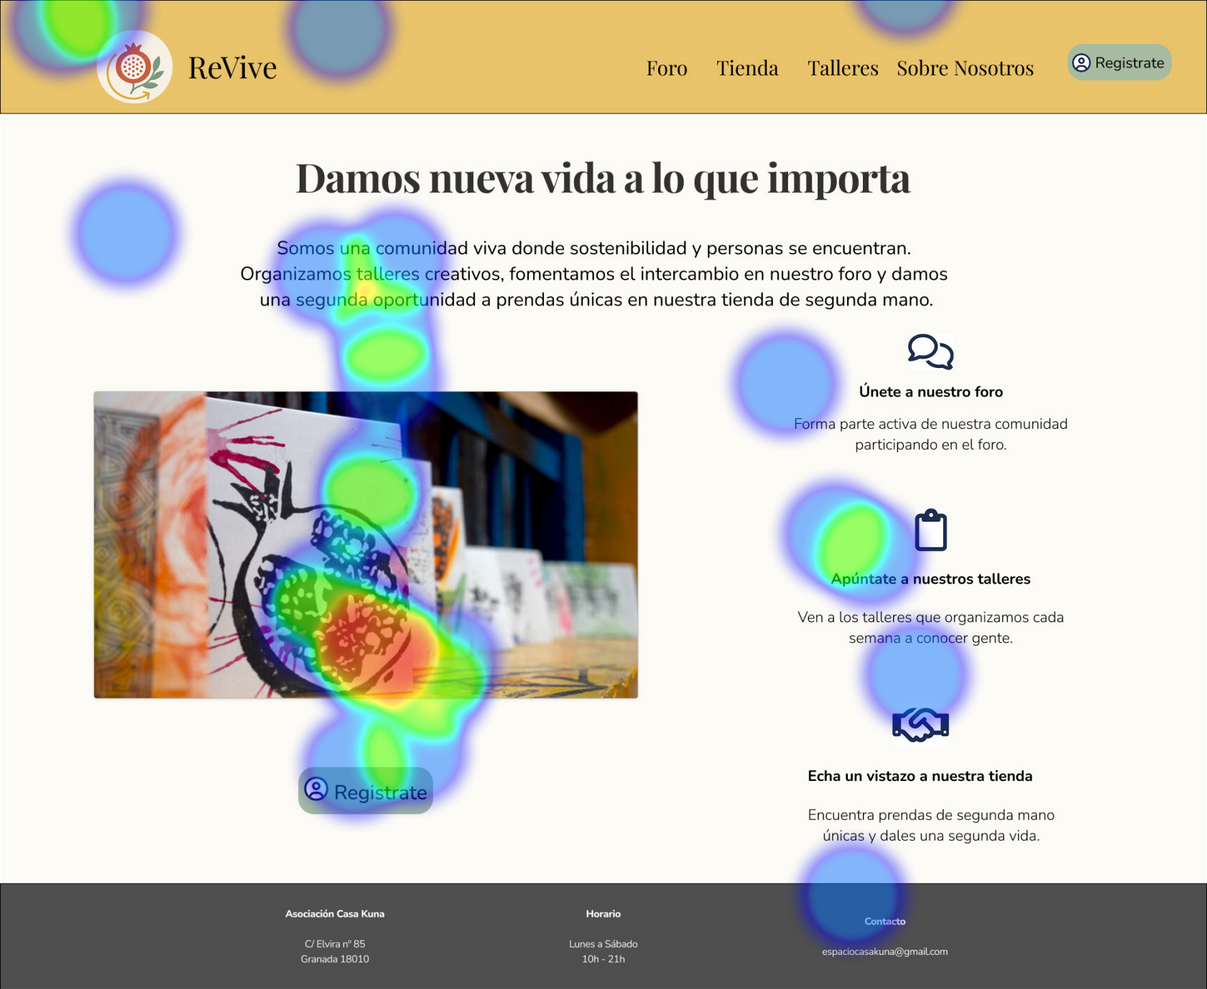 ReVive
Foro
Tienda
Talleres
Sobre Nosotros
Registrate
Damos nueva vida a lo que importa
Somos una comunidad viva donde sostenibilidad y personas se encuentran.
Organizamos talleres creativos, fomentamos el intercambio en nuestro foro y damos
una segunda oportunidad a prendas únicas en nuestra tienda de segunda mano.
Únete a nuestro foro
Forma parte activa de nuestra comunidad
participando en el foro.
Apúntate a nuestros talleres
Ven a los talleres que organizamos cada
semana a conocer gente.
Echa un vistazo a nuestra tienda
Encuentra prendas de segunda mano
únicas y dales una segunda vida.
Registrate
Asociación Casa Kuna
C/ Elvira nº 85
Granada 18010
Horario
Lunes a Sábado
10h - 21h
Contacto
espaciocasakuna@gmail.com